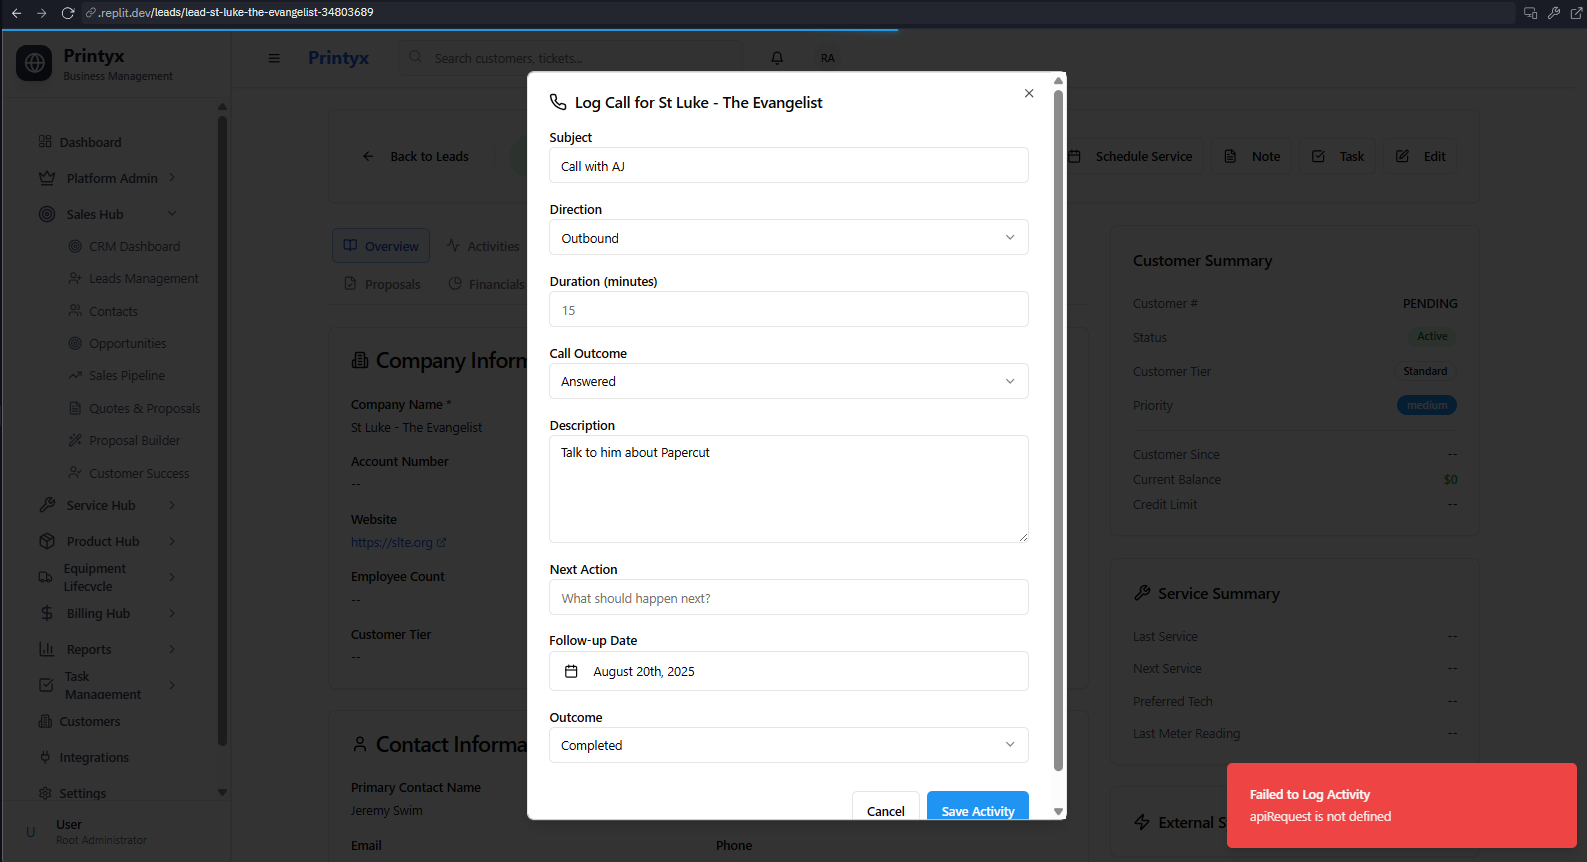 .replit.dev/leads/lead-st-luke-the-evangelist-34803689
Printyx
Business Management
Printyx
Search customers, tickets...
RA
Dashboard
Platform Admin
Sales Hub
CRM Dashboard
Leads Management
Contacts
Opportunities
Sales Pipeline
Quotes & Proposals
Proposal Builder
Customer Success
Service Hub
Product Hub
Equipment
Lifecycle
Billing Hub
Reports
Task
Management
Customers
Integrations
Settings
U
User
Root Administrator
Back to Leads
Schedule Service
Note
Task
Edit
Overview
Activities
Proposals
Financials
Company Inform
Company Name *
St Luke - The Evangelist
Account Number
--
Website
https://slte.org
Employee Count
--
Customer Tier
--
Contact Informa
Primary Contact Name
Jeremy Swim
Email
Phone
Log Call for St Luke - The Evangelist
Subject
Call with AJ
Direction
Outbound
Duration (minutes)
15
Call Outcome
Answered
Description
Talk to him about Papercut
Next Action
What should happen next?
Follow-up Date
August 20th, 2025
Outcome
Completed
Cancel
Save Activity
Customer Summary
Customer # PENDING
Status Active
Customer Tier Standard
Priority medium
Customer Since --
Current Balance $0
Credit Limit --
Service Summary
Last Service --
Next Service --
Preferred Tech --
Last Meter Reading --
External S
Failed to Log Activity
apiRequest is not defined